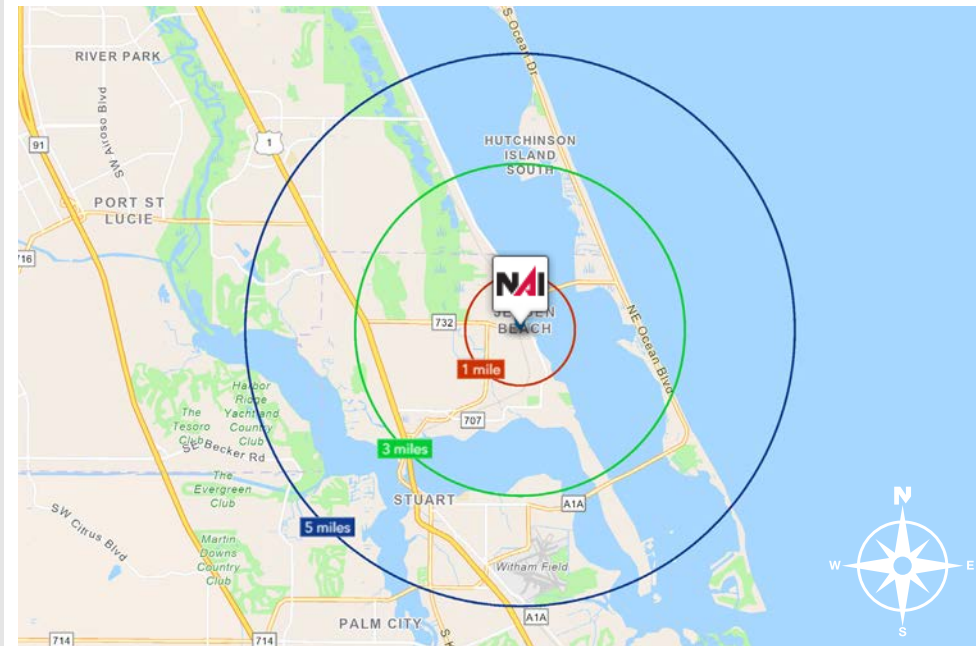 S Ocean Dr
RIVER PARK
SW Airoso Blvd
1
91
HUTCHINSON
ISLAND
SOUTH
PORT ST
LUCIE
716
NAI
732
BEACH
NE Ocean Blvd
1 mile
Harbor
Ridge
Yacht and
Country
Club
The
Tesoro
Club
707
3 miles
SE Becker Rd
The
Evergreen
Club
STUART
A1A
N
W
E
S
SW Citrus Blvd
5 miles
Martin
Downs
Country
Club
Witham Field
A1A
PALM CITY
714
714